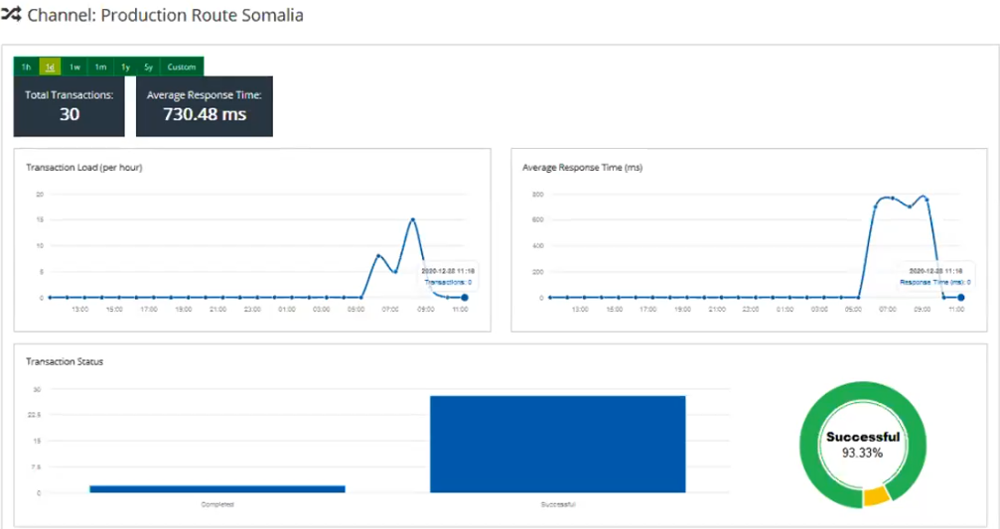 Channel: Production Route Somalia
1h 1d 1w 1m 1y 5y Custom
Total Transactions:
30
Average Response Time:
730.48 ms
Transaction Load (per hour)
20
15
10
5
0
2020-12-22 11:16
Transactions: 0
13:00 15:00 17:00 19:00 21:00 23:00 01:00 03:00 05:00 07:00 09:00 11:00
Average Response Time (ms)
800
600
400
200
0
2020-12-22 11:16
Response Time (ms): 0
13:00 15:00 17:00 19:00 21:00 23:00 01:00 03:00 05:00 07:00 09:00 11:00
Transaction Status
30
22.5
15
7.5
0
Completed Successful
Successful
93.33%